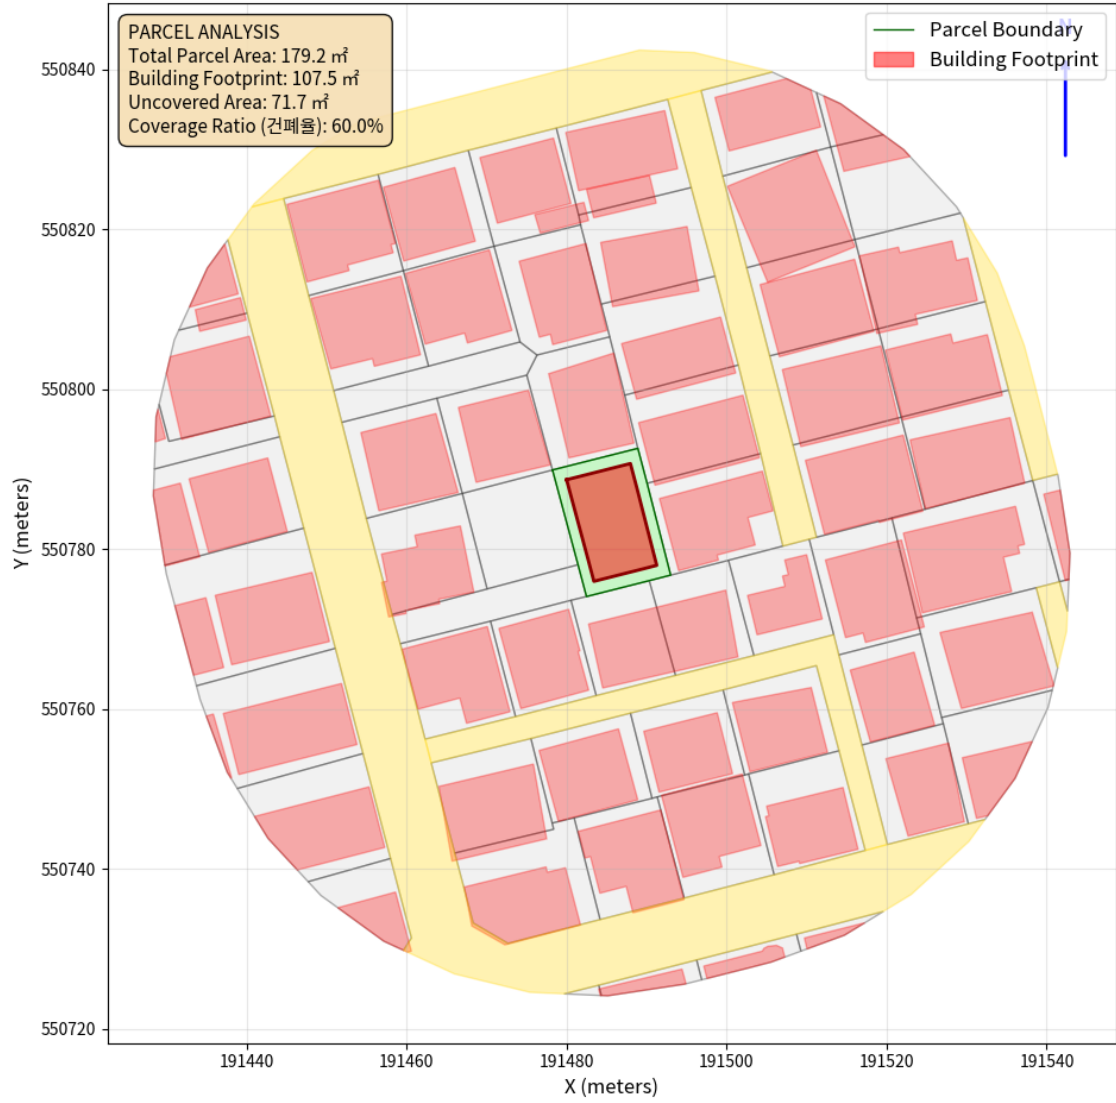 PARCEL ANALYSIS
Total Parcel Area: 179.2 ㎡
Building Footprint: 107.5 ㎡
Uncovered Area: 71.7 ㎡
Coverage Ratio (건폐율): 60.0%
Parcel Boundary
Building Footprint
N
550840
550820
550800
550780
550760
550740
550720
Y (meters)
191440
191460
191480
191500
191520
191540
X (meters)